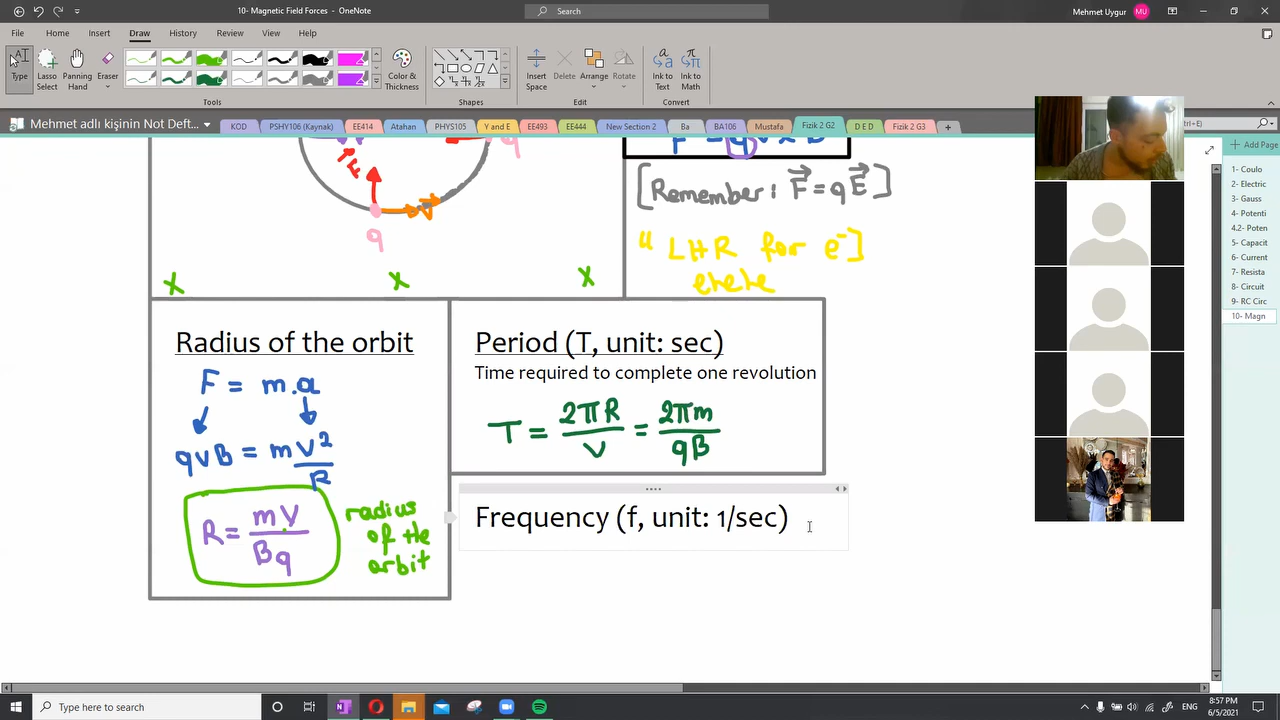 10- Magnetic Field Forces - OneNote
Search
Mehmet Uygur
MU
File Home Insert Draw History Review View Help
Type
Lasso Select
Panning Hand
Eraser
Color & Thickness
Insert Space
Delete
Arrange
Rotate
Ink to Text
Ink to Math
Tools
Shapes
Edit
Convert
Mehmet adlı kişinin Not Deft...
KOD
PSHY106 (Kaynak)
EE414
Atahan
PHYS105
Y and E
EE493
EE444
New Section 2
Ba
BA106
Mustafa
Fizik 2 G2
D E D
Fizik 2 G3
+
trl+E)
Add Page
1- Coulo
2- Electric
3- Gauss
4- Potenti
4.2- Poten
5- Capacit
6- Current
7- Resista
8- Circuit
9- RC Circ
10- Magn
F
q
V
q
x x x
F = q V x B
[Remember: F = q E]
" LHR for e-]
Radius of the orbit
F = m.a
qvB = m V²/R
R = mV/Bq
radius
of the
orbit
Period (T, unit: sec)
Time required to complete one revolution
T = 2πR/V = 2πm/qB
Frequency (f, unit: 1/sec)
Type here to search
ENG
8:57 PM
6/5/2021